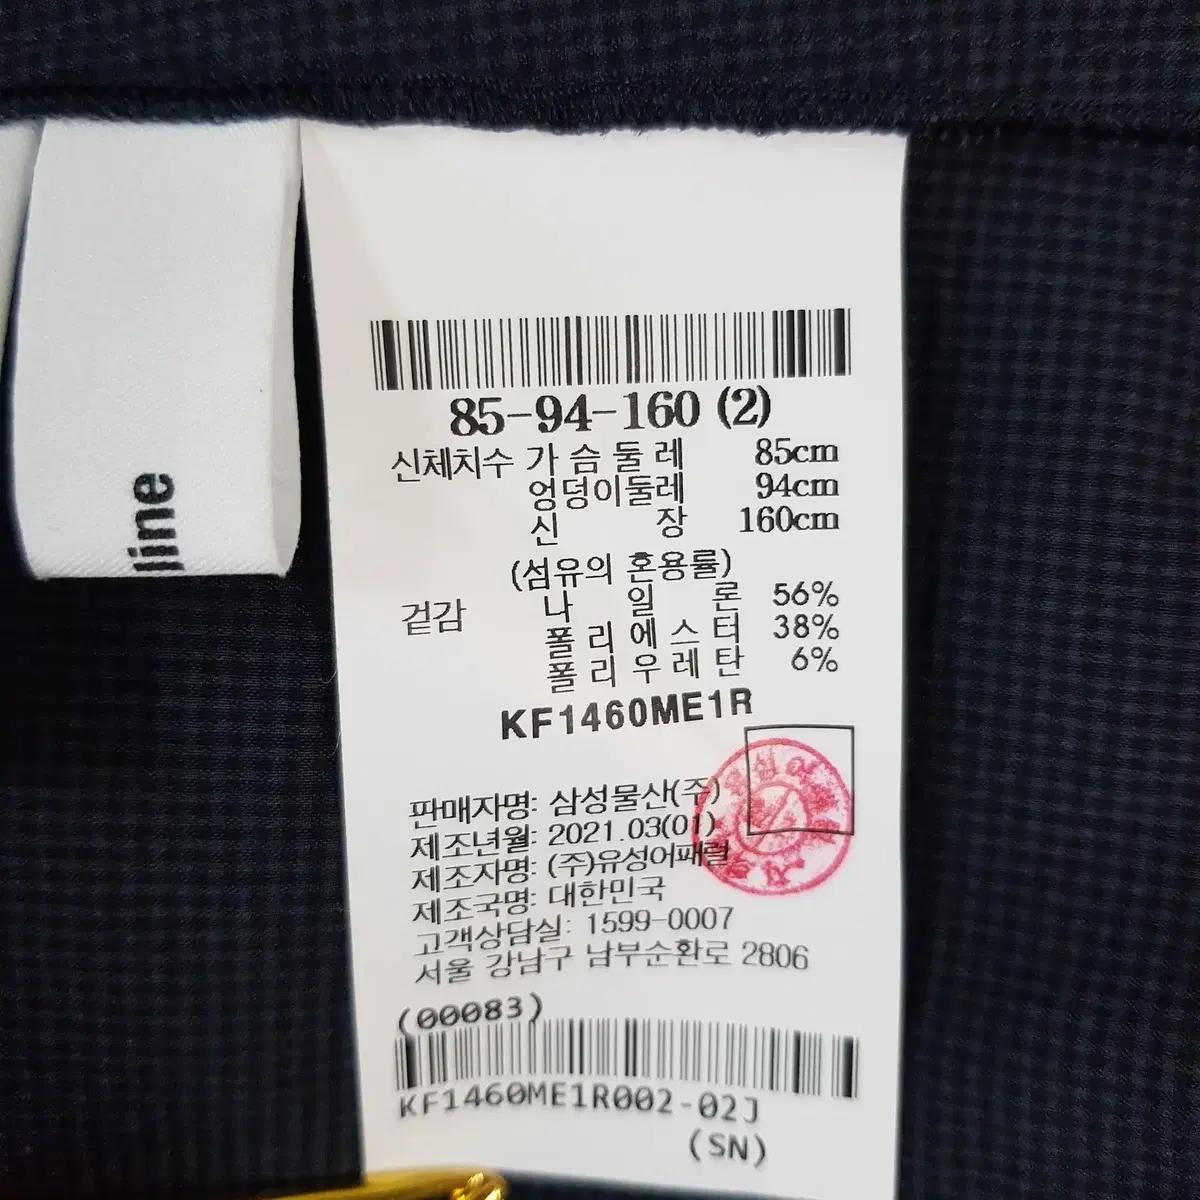 line
85-94-160 (2)
신체치수 가슴둘레 85cm
엉덩이둘레 94cm
신장 160cm
(섬유의 혼용률)
겉감 나일론 56%
폴리에스터 38%
폴리우레탄 6%
KF1460ME1R
판매자명: 삼성물산(주)
제조년월: 2021.03(01)
제조자명: (주)유성어패럴
제조국명: 대한민국
고객상담실: 1599-0007
서울 강남구 남부순환로 2806
(00083)
KF1460ME1R002-02J
(SN)